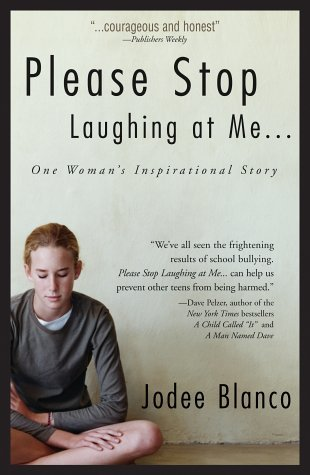 "...courageous and honest"
—Publishers Weekly
Please Stop
Laughing at Me...
One Woman's Inspirational Story
"We've all seen the frightening
results of school bullying.
Please Stop Laughing at Me... can help us
prevent other teens from being harmed."
—Dave Pelzer, author of the
New York Times bestsellers
A Child Called "It" and
A Man Named Dave
Jodee Blanco